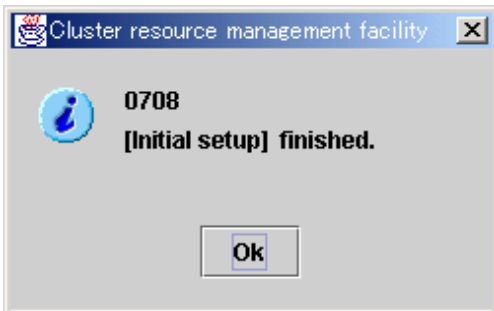 Cluster resource management facility
0708
[Initial setup] finished.
Ok